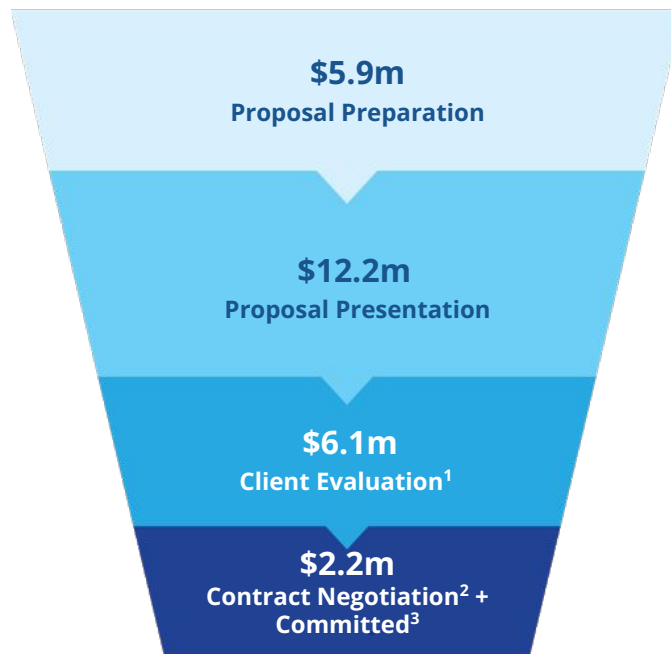 $5.9m
Proposal Preparation
$12.2m
Proposal Presentation
$6.1m
Client Evaluation¹
$2.2m
Contract Negotiation² +
Committed³